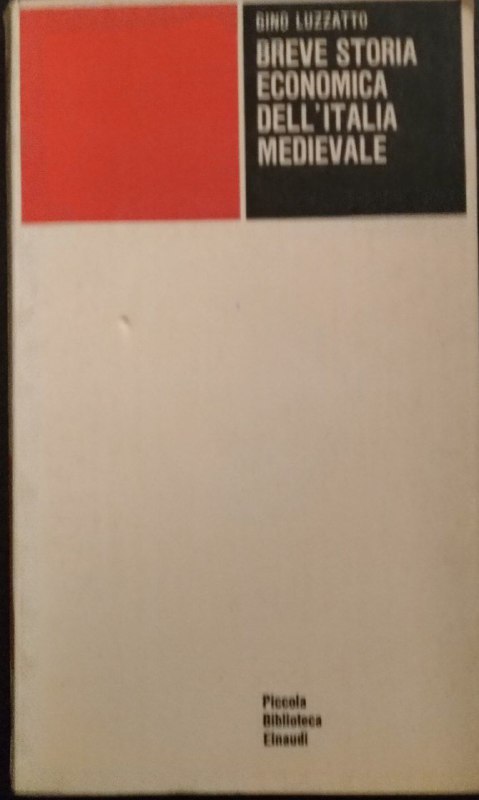 GINO LUZZATTO
BREVE STORIA
ECONOMICA
DELL'ITALIA
MEDIEVALE
Piccola
Biblioteca
Einaudi